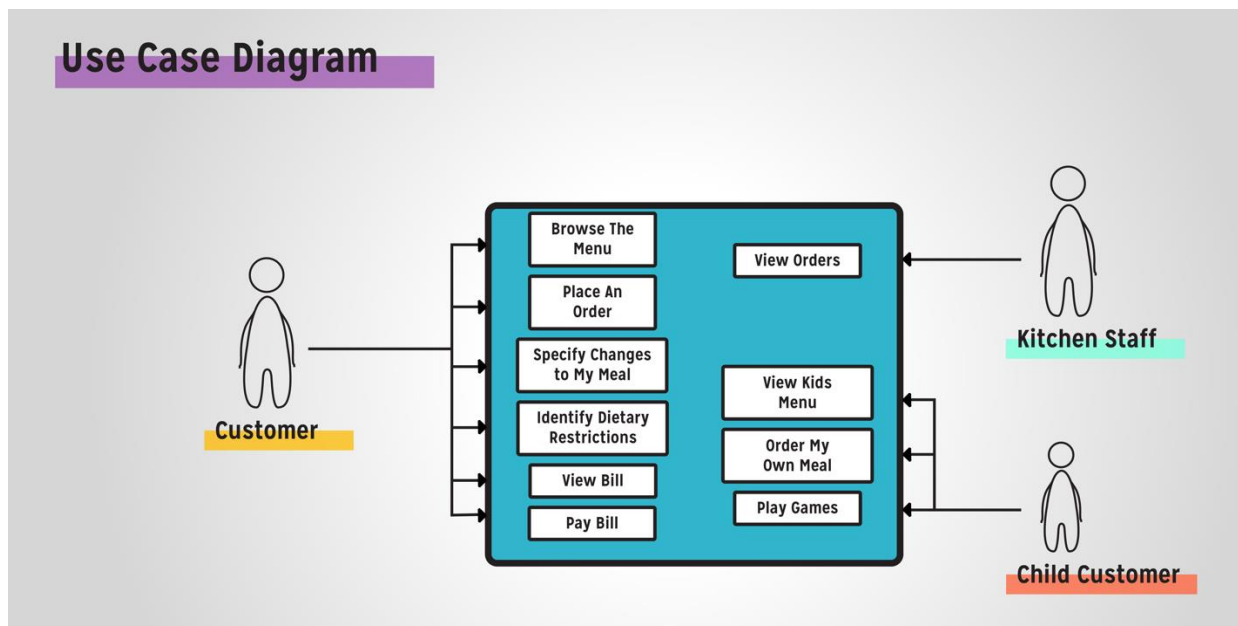 Use Case Diagram
Customer
Browse The
Menu
Place An
Order
Specify Changes
to My Meal
Identify Dietary
Restrictions
View Bill
Pay Bill
View Orders
View Kids
Menu
Order My
Own Meal
Play Games
Kitchen Staff
Child Customer